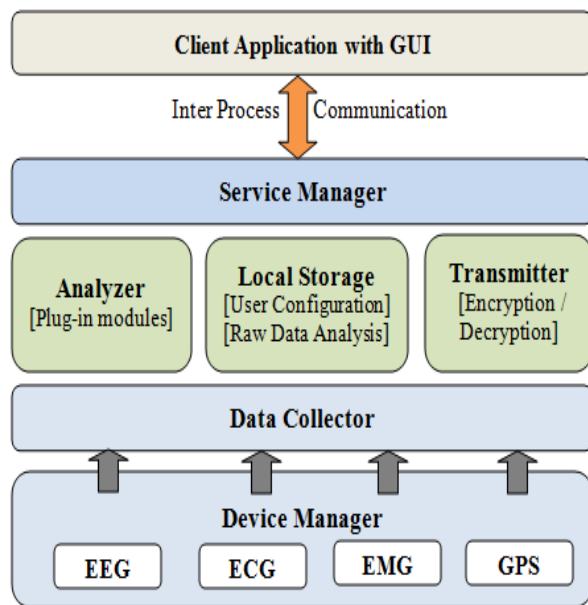 Client Application with GUI
Inter Process Communication
Service Manager
Analyzer
[Plug-in modules]
Local Storage
[User Configuration]
[Raw Data Analysis]
Transmitter
[Encryption /
Decryption]
Data Collector
Device Manager
EEG
ECG
EMG
GPS